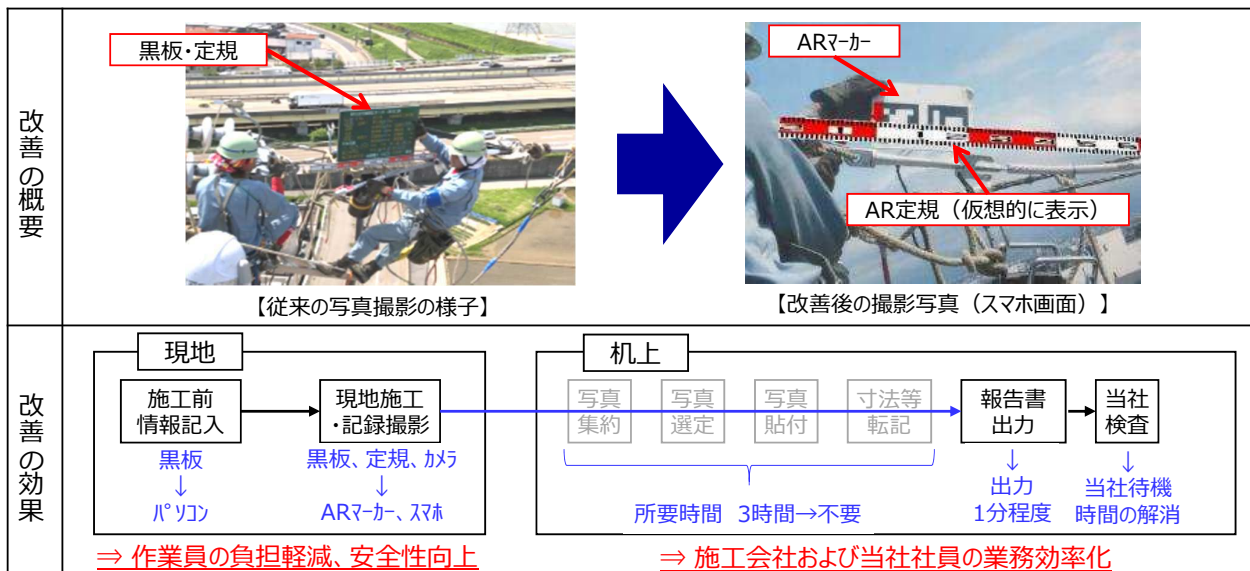 改善の概要
黒板・定規
ARマーカー
AR定規（仮想的に表示）
【従来の写真撮影の様子】
【改善後の撮影写真（スマホ画面）】
改善の効果
現地
施工前
情報記入
現地施工
・記録撮影
黒板
↓
パソコン
黒板、定規、カメラ
↓
ARマーカー、スマホ
⇒ 作業員の負担軽減、安全性向上
机上
写真
集約
写真
選定
写真
貼付
寸法等
転記
報告書
出力
当社
検査
所要時間 3時間→不要
↓
出力
1分程度
↓
当社待機
時間の解消
⇒ 施工会社および当社社員の業務効率化